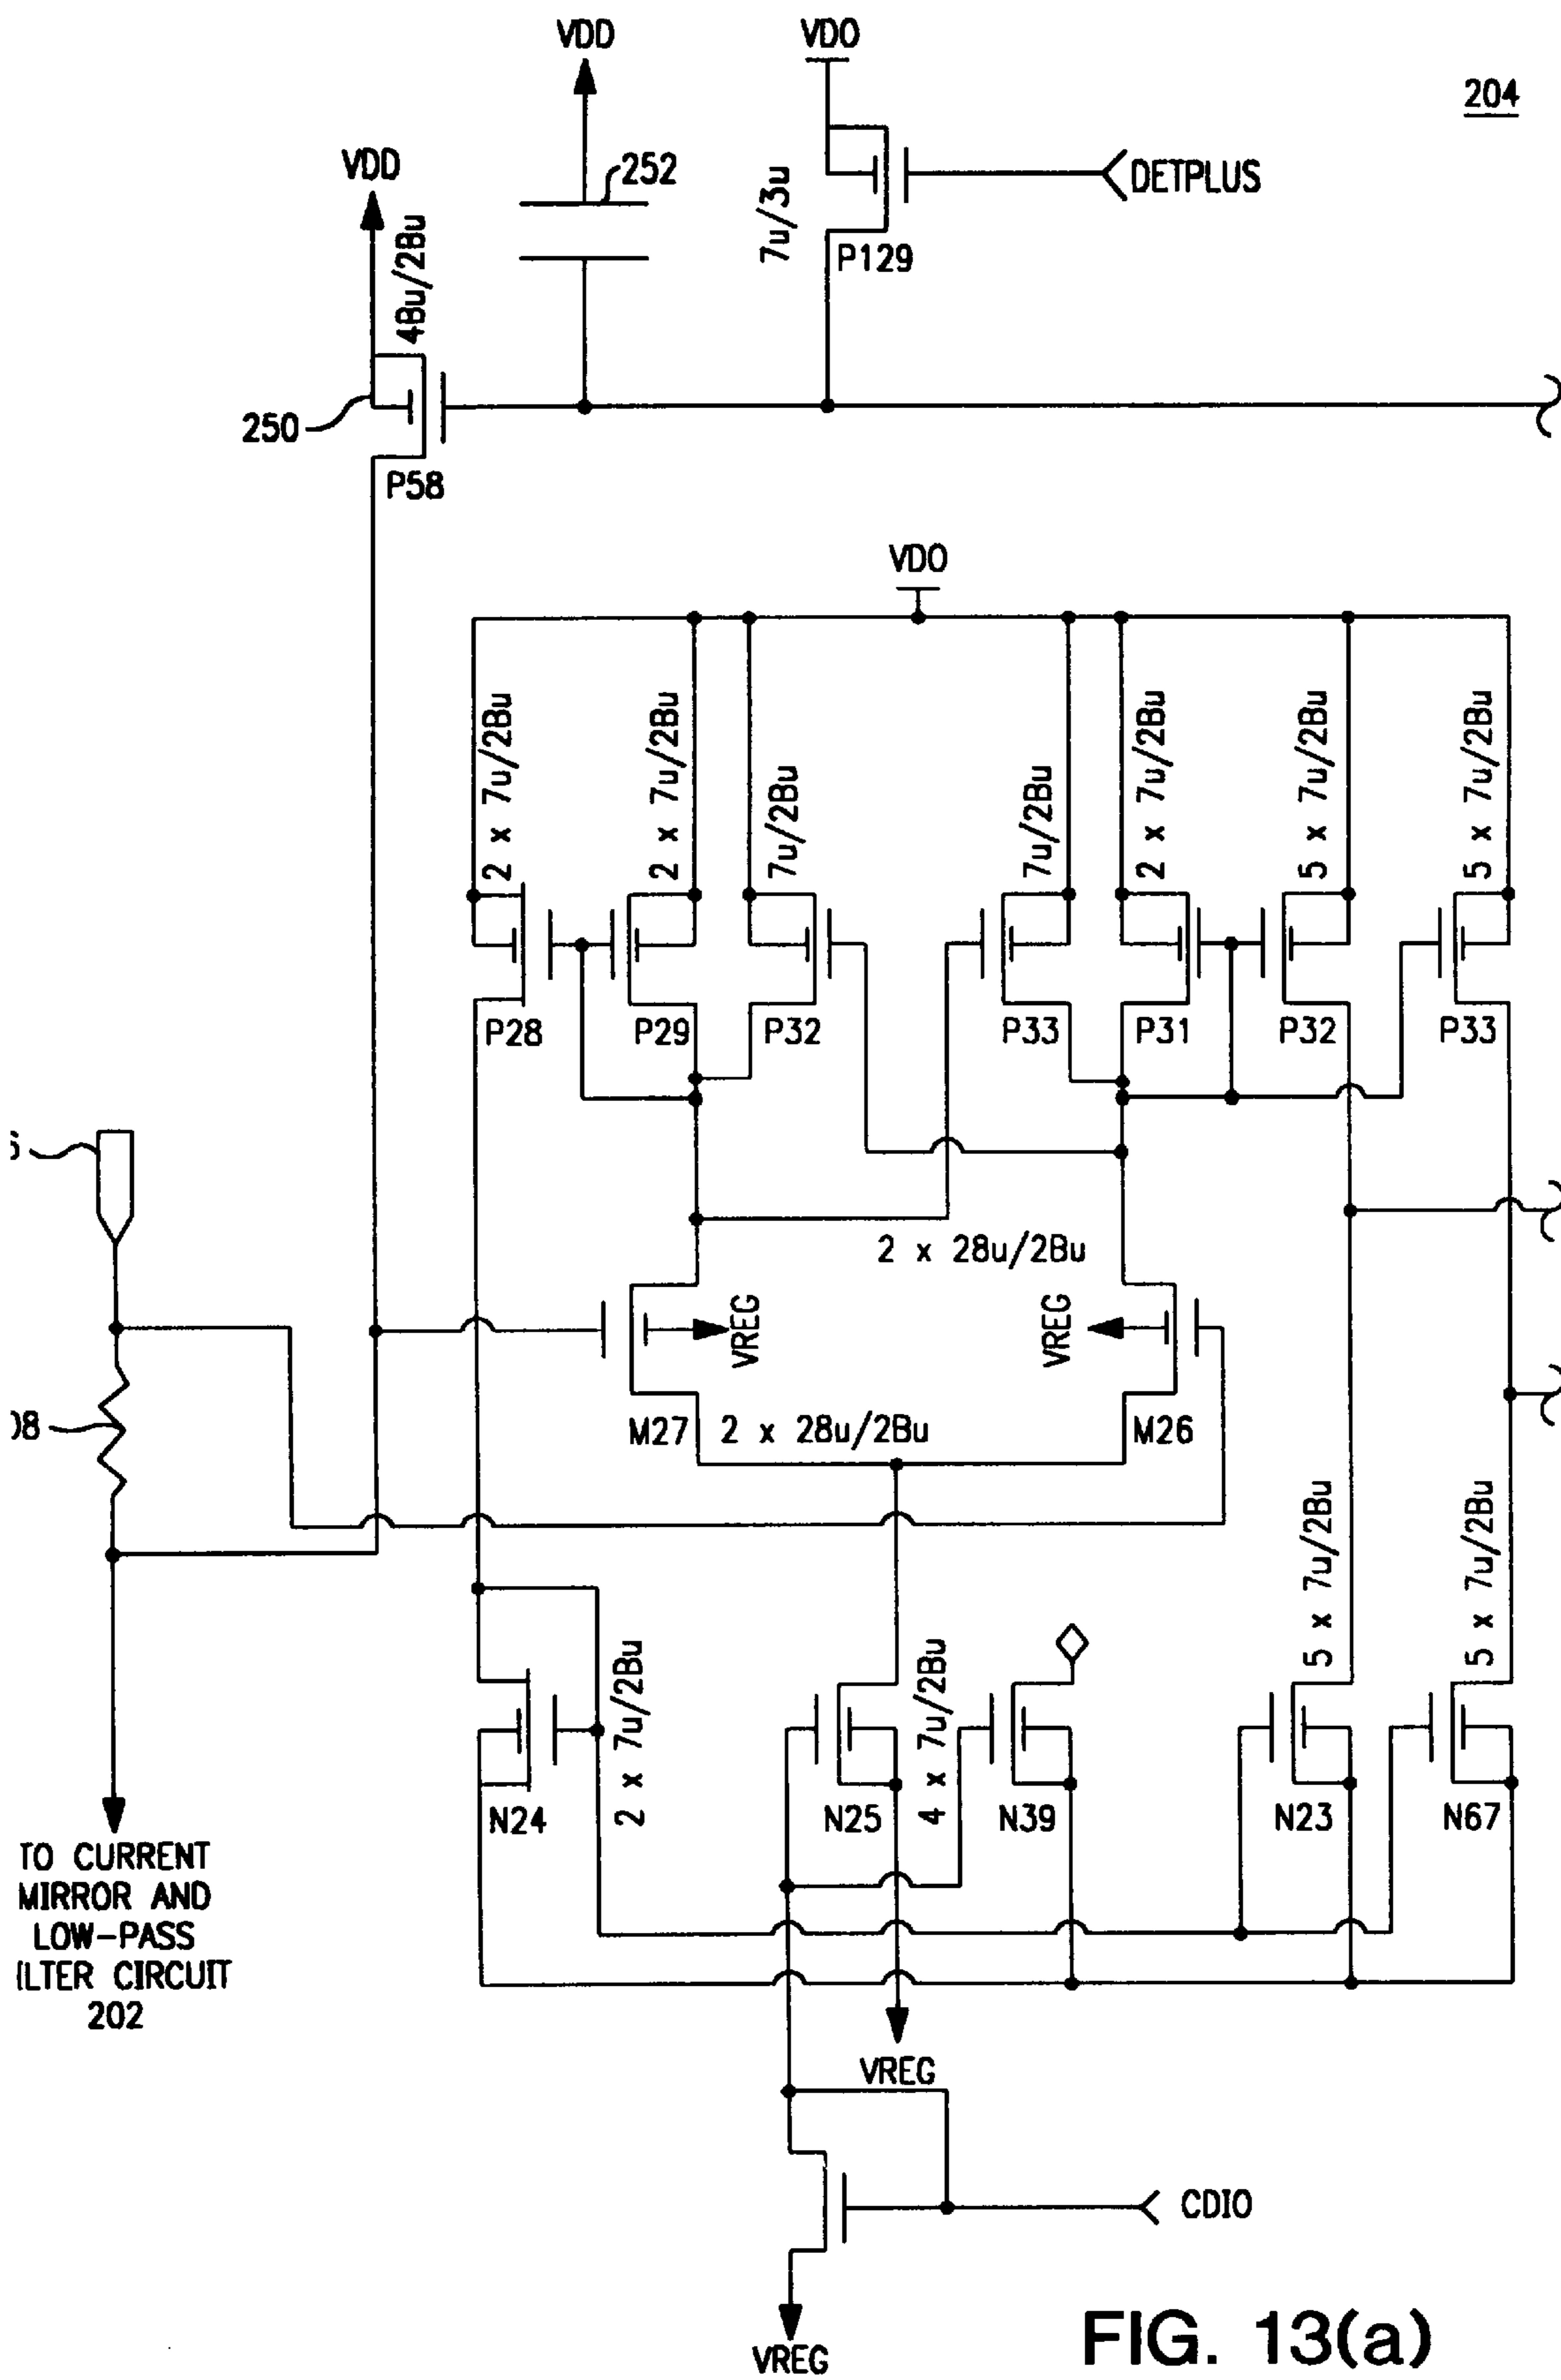 VDD
VDO
204
VDD
252
DETPLUS
4Bu/2Bu
7u/3u
P129
250
P58
VDO
2 x 7u/2Bu
2 x 7u/2Bu
7u/2Bu
7u/2Bu
2 x 7u/2Bu
5 x 7u/2Bu
5 x 7u/2Bu
P28
P29
P32
P33
P31
P32
P33
2 x 28u/2Bu
VREG
VREG
08
M27
2 x 28u/2Bu
M26
5 x 7u/2Bu
5 x 7u/2Bu
2 x 7u/2Bu
4 x 7u/2Bu
N24
N25
N39
N23
N67
TO CURRENT
MIRROR AND
LOW-PASS
ILTER CIRCUIT
202
VREG
CDIO
VREG
FIG. 13(a)